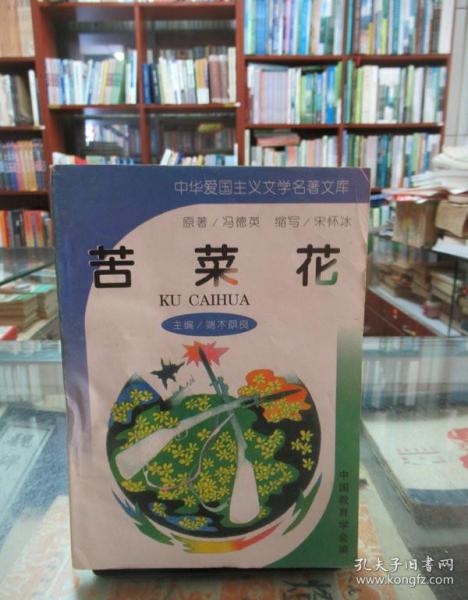 中华爱国主义文学名著文库
原著/冯德英 缩写/宋怀冰
苦菜花
KU CAIHUA
主编/端木蕻良
中国教育学会编
孔夫子旧书网
www.kongfz.com